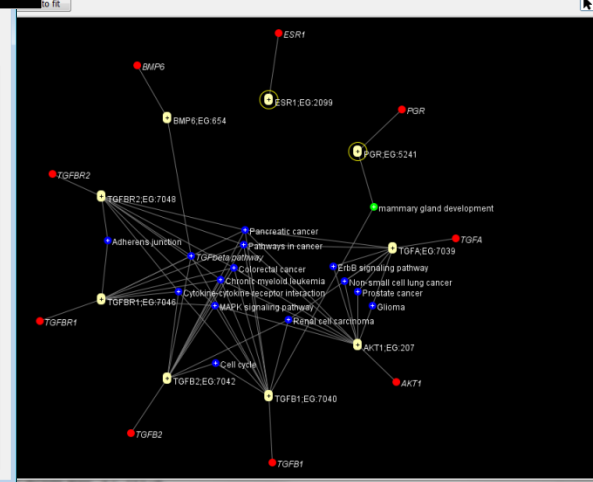 to fit
ESR1
BMP6
ESR1;EG:2099
PGR
BMP6;EG:654
PGR;EG:5241
TGFBR2
TGFBR2;EG:7048
mammary gland development
Pancreatic cancer
TGFA
Adherens junction
Pathways in cancer
TGFA;EG:7039
TGFbeta pathway
Colorectal cancer
ErbB signaling pathway
Chronic myeloid leukemia
Non-small cell lung cancer
Cytokine-cytokine receptor interaction
Prostate cancer
TGFBR1;EG:7046
MAPK signaling pathway
Glioma
TGFBR1
Renal cell carcinoma
AKT1;EG:207
Cell cycle
TGFB2;EG:7042
AKT1
TGFB1;EG:7040
TGFB2
TGFB1